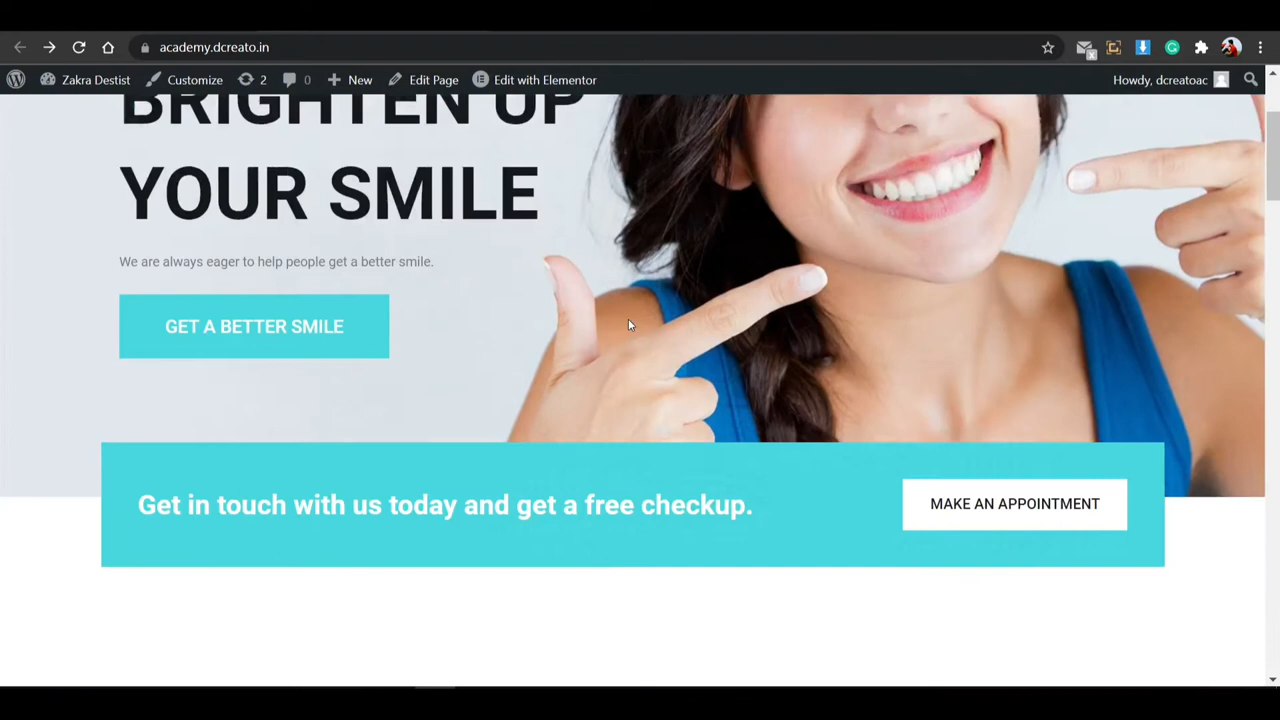 academy.dcreato.in
Zakra Destist Customize 2 0 New Edit Page Edit with Elementor Howdy, dcreatoac
BRIGHTEN UP
YOUR SMILE
We are always eager to help people get a better smile.
GET A BETTER SMILE
Get in touch with us today and get a free checkup.
MAKE AN APPOINTMENT